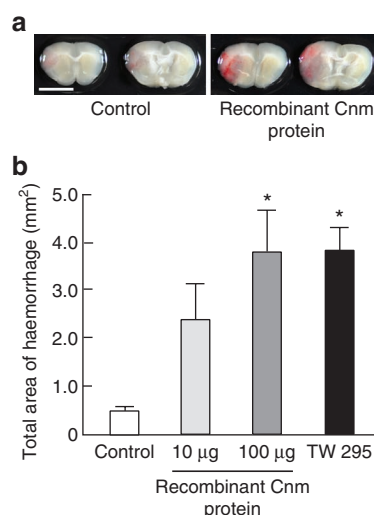 a
Control
Recombinant Cnm
protein
b
Total area of haemorrhage (mm²)
5.0
4.0
3.0
2.0
1.0
0
*
*
Control
10 µg
100 µg
TW 295
Recombinant Cnm
protein